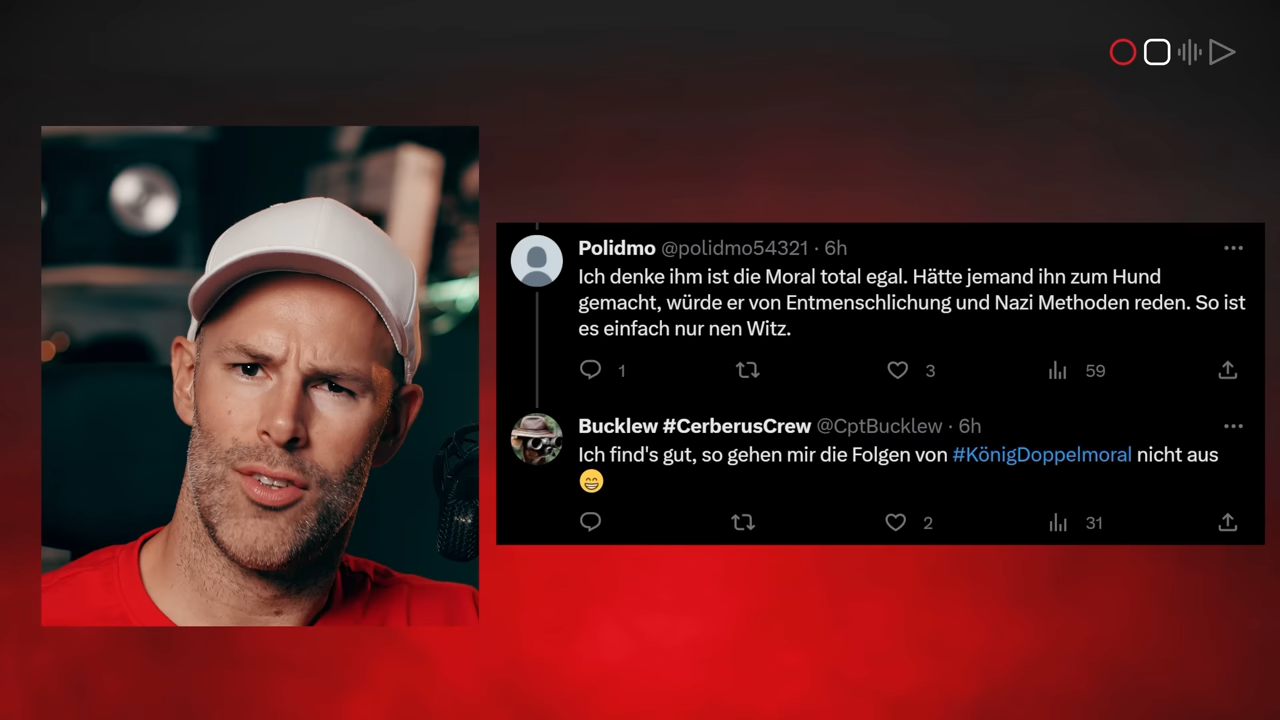 Polidmo @polidmo54321 · 6h
Ich denke ihm ist die Moral total egal. Hätte jemand ihn zum Hund
gemacht, würde er von Entmenschlichung und Nazi Methoden reden. So ist
es einfach nur nen Witz.
1 3 59
Bucklew #CerberusCrew @CptBucklew · 6h
Ich find's gut, so gehen mir die Folgen von #KönigDoppelmoral nicht aus
😁
2 31